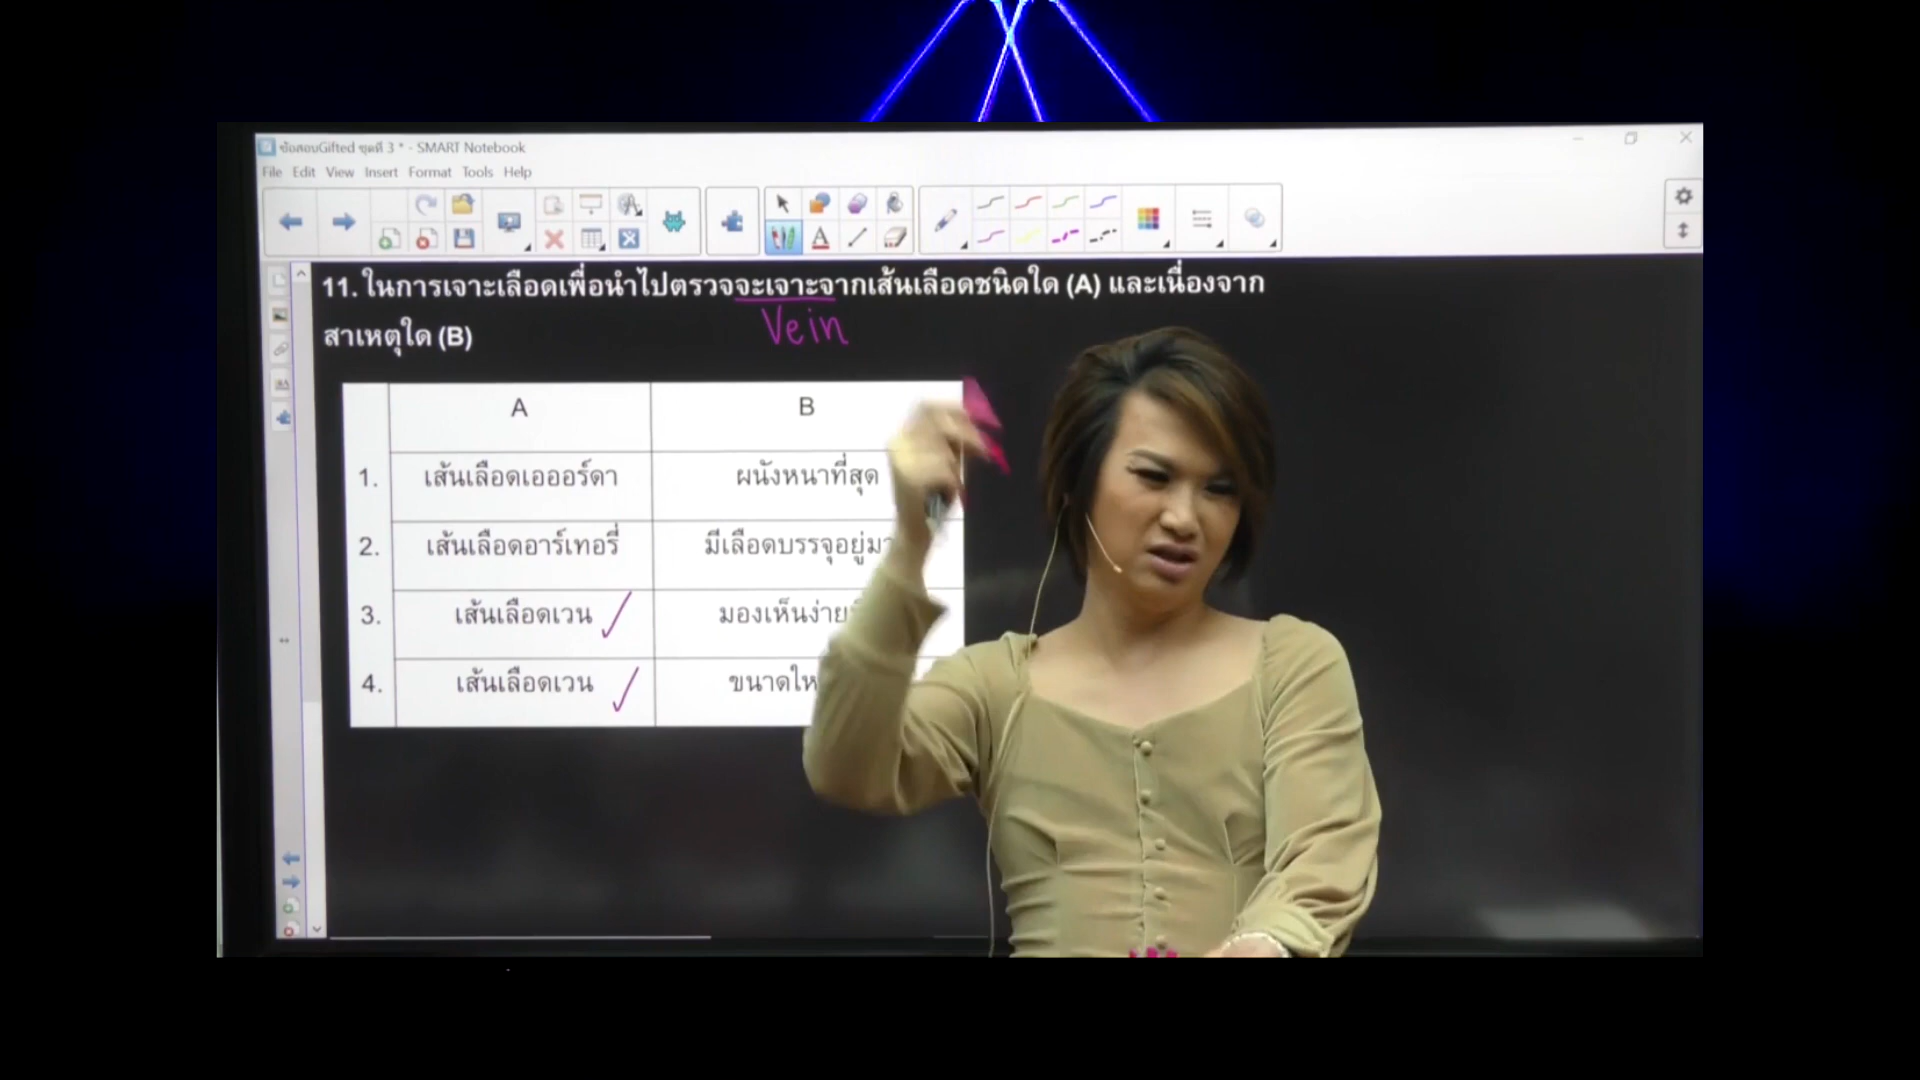 ข้อสอบGifted ชุดที่ 3 * - SMART Notebook
File Edit View Insert Format Tools Help
11. ในการเจาะเลือดเพื่อนำไปตรวจจะเจาะจากเส้นเลือดชนิดใด (A) และเนื่องจาก
สาเหตุใด (B)
Vein
A B
1. เส้นเลือดเอออร์ดา ผนังหนาที่สุด
2. เส้นเลือดอาร์เทอรี่ มีเลือดบรรจุอยู่
3. เส้นเลือดเวน มองเห็นง่าย
4. เส้นเลือดเวน ขนาด